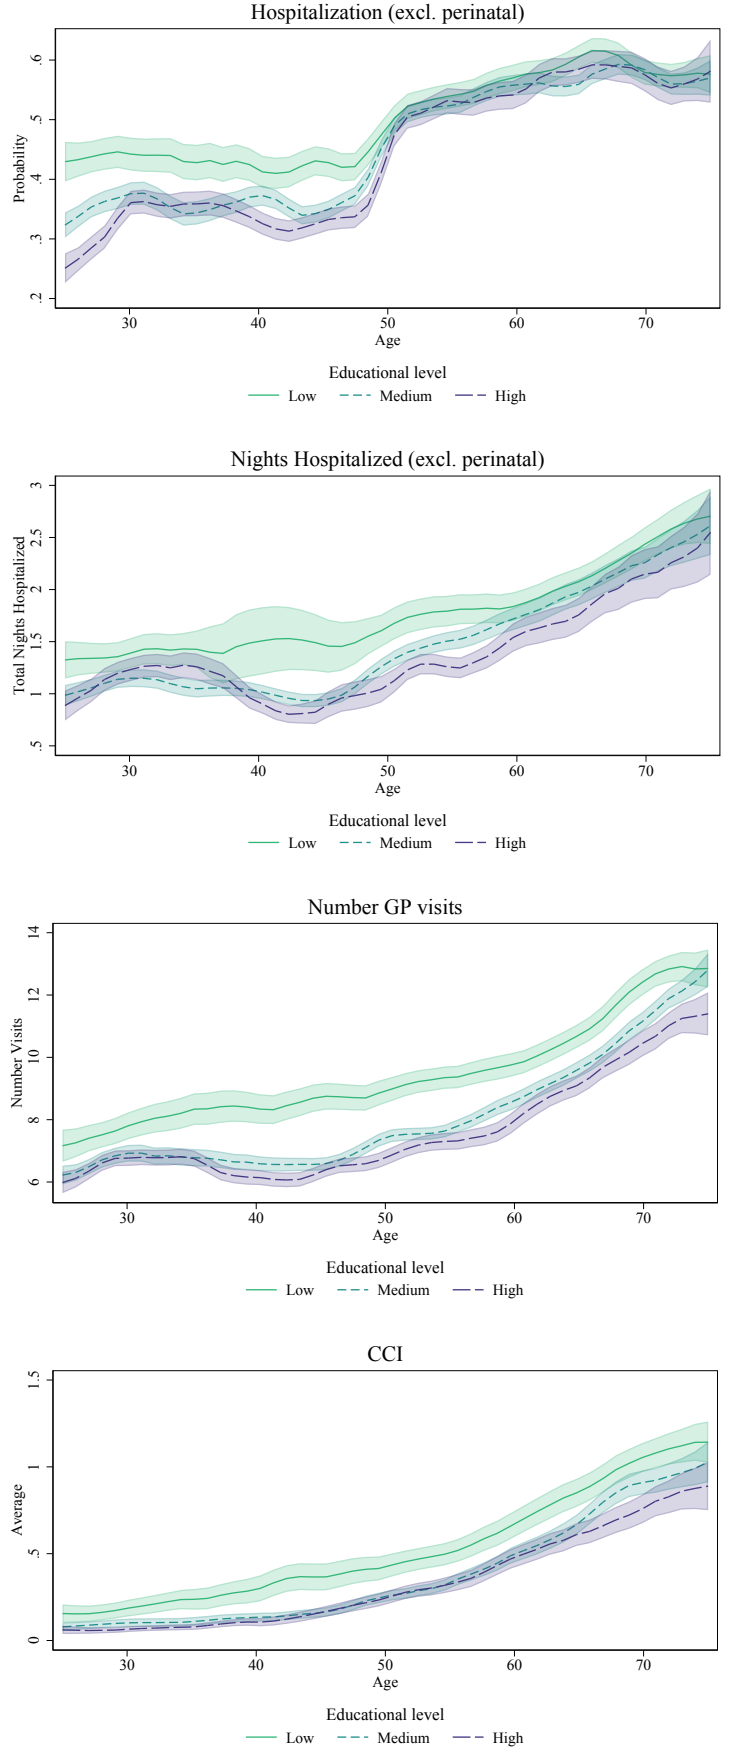 Hospitalization (excl. perinatal)
.6
.5
.4
.3
.2
Probability
30 40 50 60 70
Age
Educational level
Low Medium High
Nights Hospitalized (excl. perinatal)
3
2.5
2
1.5
1
.5
Total Nights Hospitalized
30 40 50 60 70
Age
Educational level
Low Medium High
Number GP visits
14
12
10
8
6
Number Visits
30 40 50 60 70
Age
Educational level
Low Medium High
CCI
1.5
1
.5
0
Average
30 40 50 60 70
Age
Educational level
Low Medium High